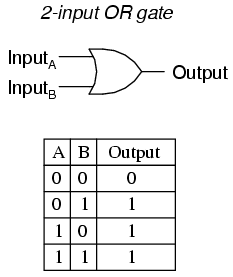 2-input OR gate
InputA
Output
InputB
A B Output
0 0 0
0 1 1
1 0 1
1 1 1